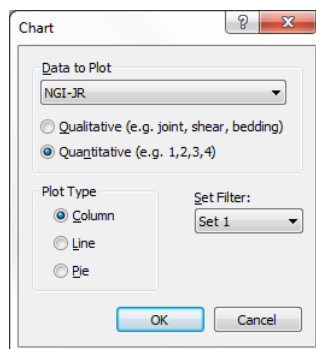 Chart
?
x
Data to Plot
NGI-JR
Qualitative (e.g. joint, shear, bedding)
Quantitative (e.g. 1,2,3,4)
Plot Type
Column
Line
Pie
Set Filter:
Set 1
OK
Cancel